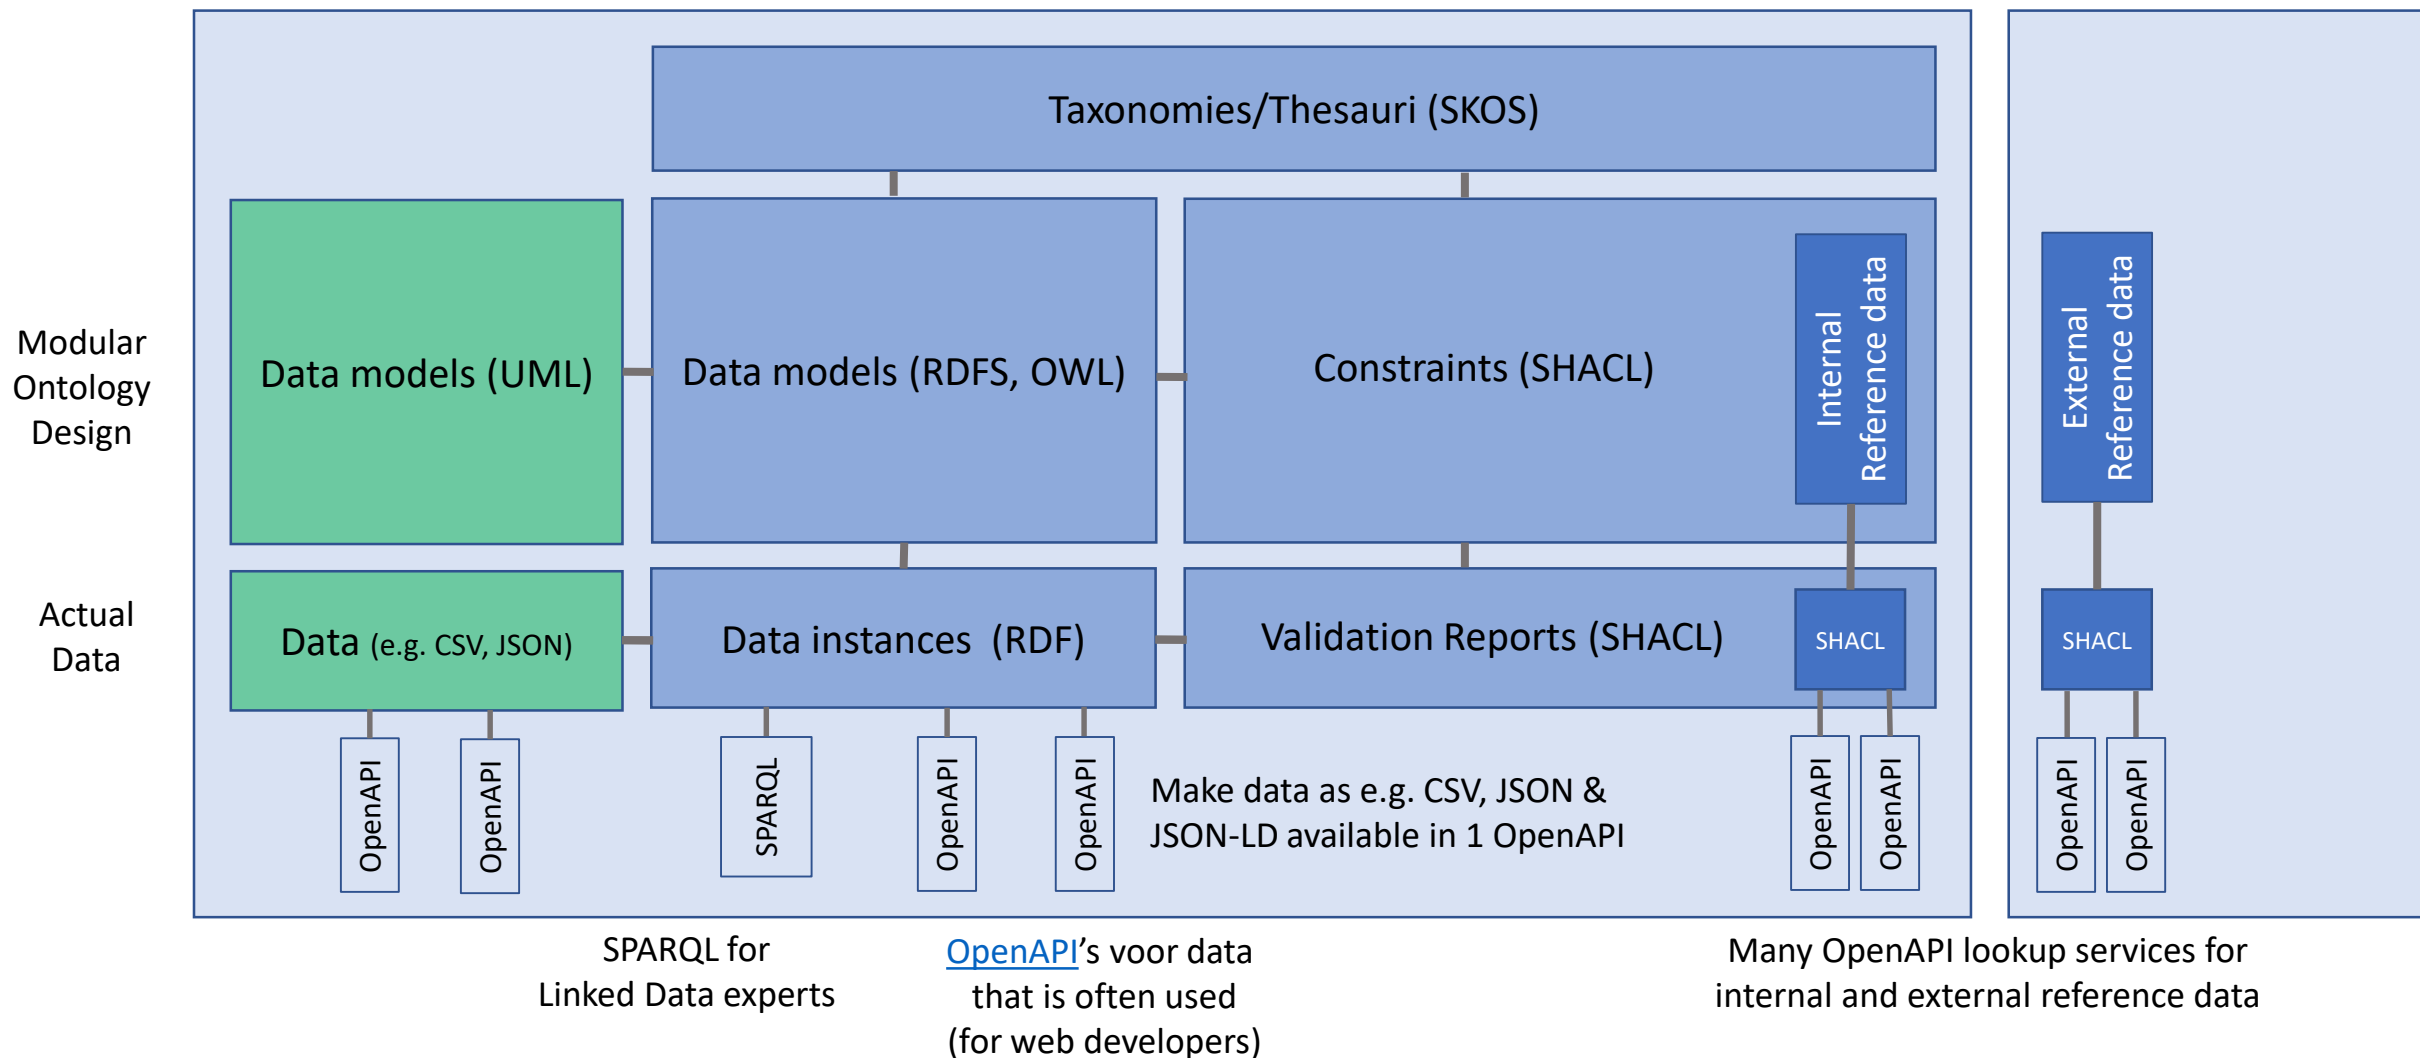 Taxonomies/Thesauri (SKOS)
Modular
Ontology
Design
Data models (UML)
Data models (RDFS, OWL)
Constraints (SHACL)
Internal
Reference data
External
Reference data
Actual
Data
Data (e.g. CSV, JSON)
Data instances (RDF)
Validation Reports (SHACL)
SHACL
SHACL
OpenAPI
OpenAPI
SPARQL
OpenAPI
OpenAPI
Make data as e.g. CSV, JSON &
JSON-LD available in 1 OpenAPI
OpenAPI
OpenAPI
OpenAPI
OpenAPI
SPARQL for
Linked Data experts
OpenAPI's voor data
that is often used
(for web developers)
Many OpenAPI lookup services for
internal and external reference data